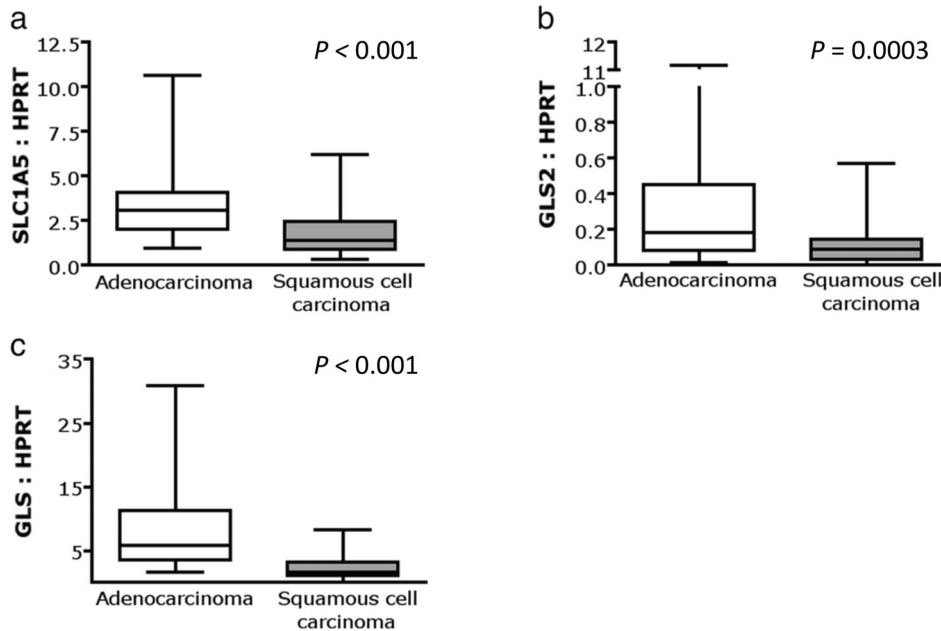 a
SLC1A5 : HPRT
12.5
10.0
7.5
5.0
2.5
0.0
P < 0.001
Adenocarcinoma
Squamous cell
carcinoma
b
GLS2 : HPRT
12
11
1.0
0.8
0.6
0.4
0.2
0.0
P = 0.0003
Adenocarcinoma
Squamous cell
carcinoma
c
GLS : HPRT
35
25
15
5
P < 0.001
Adenocarcinoma
Squamous cell
carcinoma